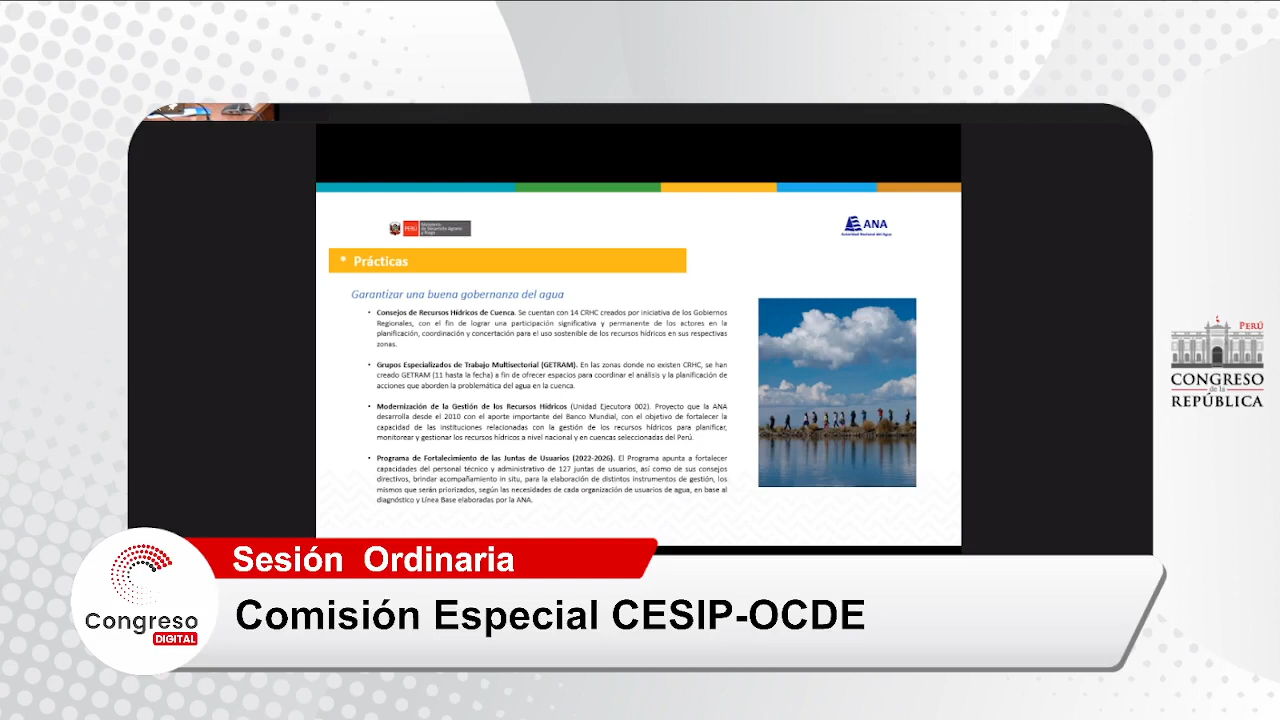 PERÚ
Ministerio
de Desarrollo Agrario
y Riego
ANA
Autoridad Nacional del Agua
* Prácticas
Garantizar una buena gobernanza del agua
• Consejos de Recursos Hídricos de Cuenca. Se cuentan con 14 CRHC creados por iniciativa de los Gobiernos
Regionales, con el fin de lograr una participación significativa y permanente de los actores en la
planificación, coordinación y concertación para el uso sostenible de los recursos hídricos en sus respectivas
zonas.
• Grupos Especializados de Trabajo Multisectorial (GETRAM). En las zonas donde no existen CRHC, se han
creado GETRAM (11 hasta la fecha) a fin de ofrecer espacios para coordinar el análisis y la planificación de
acciones que aborden la problemática del agua en la cuenca.
• Modernización de la Gestión de los Recursos Hídricos (Unidad Ejecutora 002). Proyecto que la ANA
desarrolla desde el 2010 con el aporte importante del Banco Mundial, con el objetivo de fortalecer la
capacidad de las instituciones relacionadas con la gestión de los recursos hídricos para planificar,
monitorear y gestionar los recursos hídricos a nivel nacional y en cuencas seleccionadas del Perú.
• Programa de Fortalecimiento de las Juntas de Usuarios (2022-2026). El Programa apunta a fortalecer
capacidades del personal técnico y administrativo de 127 juntas de usuarios, así como de sus consejos
directivos, brindar acompañamiento in situ, para la elaboración de distintos instrumentos de gestión, los
mismos que serán priorizados, según las necesidades de cada organización de usuarios de agua, en base al
diagnóstico y Línea Base elaboradas por la ANA.
PERÚ
CONGRESO
de la
REPÚBLICA
Sesión Ordinaria
Comisión Especial CESIP-OCDE
Congreso
DIGITAL